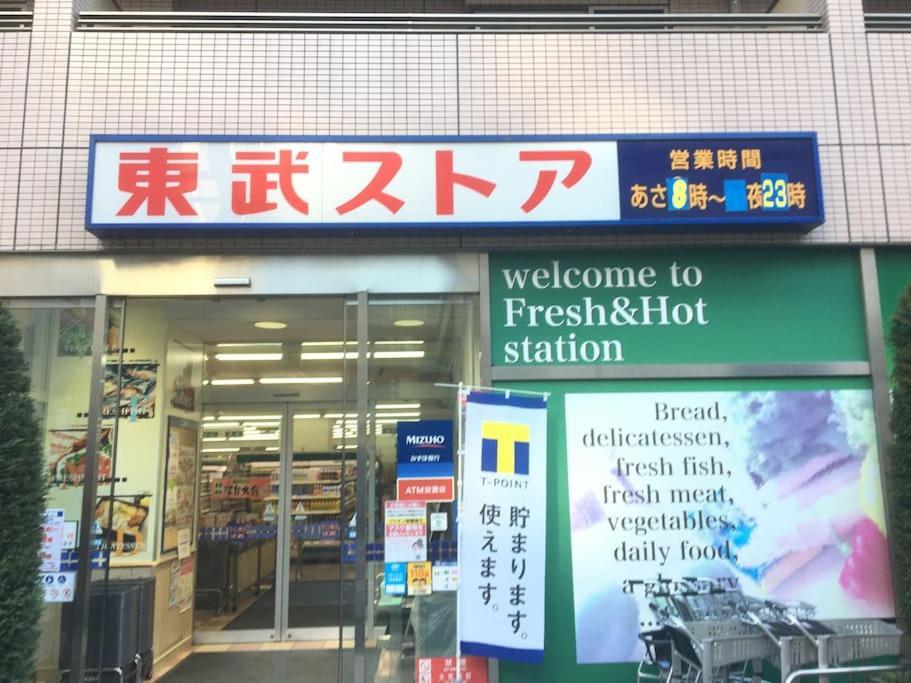 東武ストア
営業時間
あさ8時～夜23時
welcome to
Fresh&Hot
station
Bread,
delicatessen,
fresh fish,
fresh meat,
vegetables,
daily food,
MIZUHO
みずほ銀行
ATM設置店
T-POINT
貯まります。
使えます。